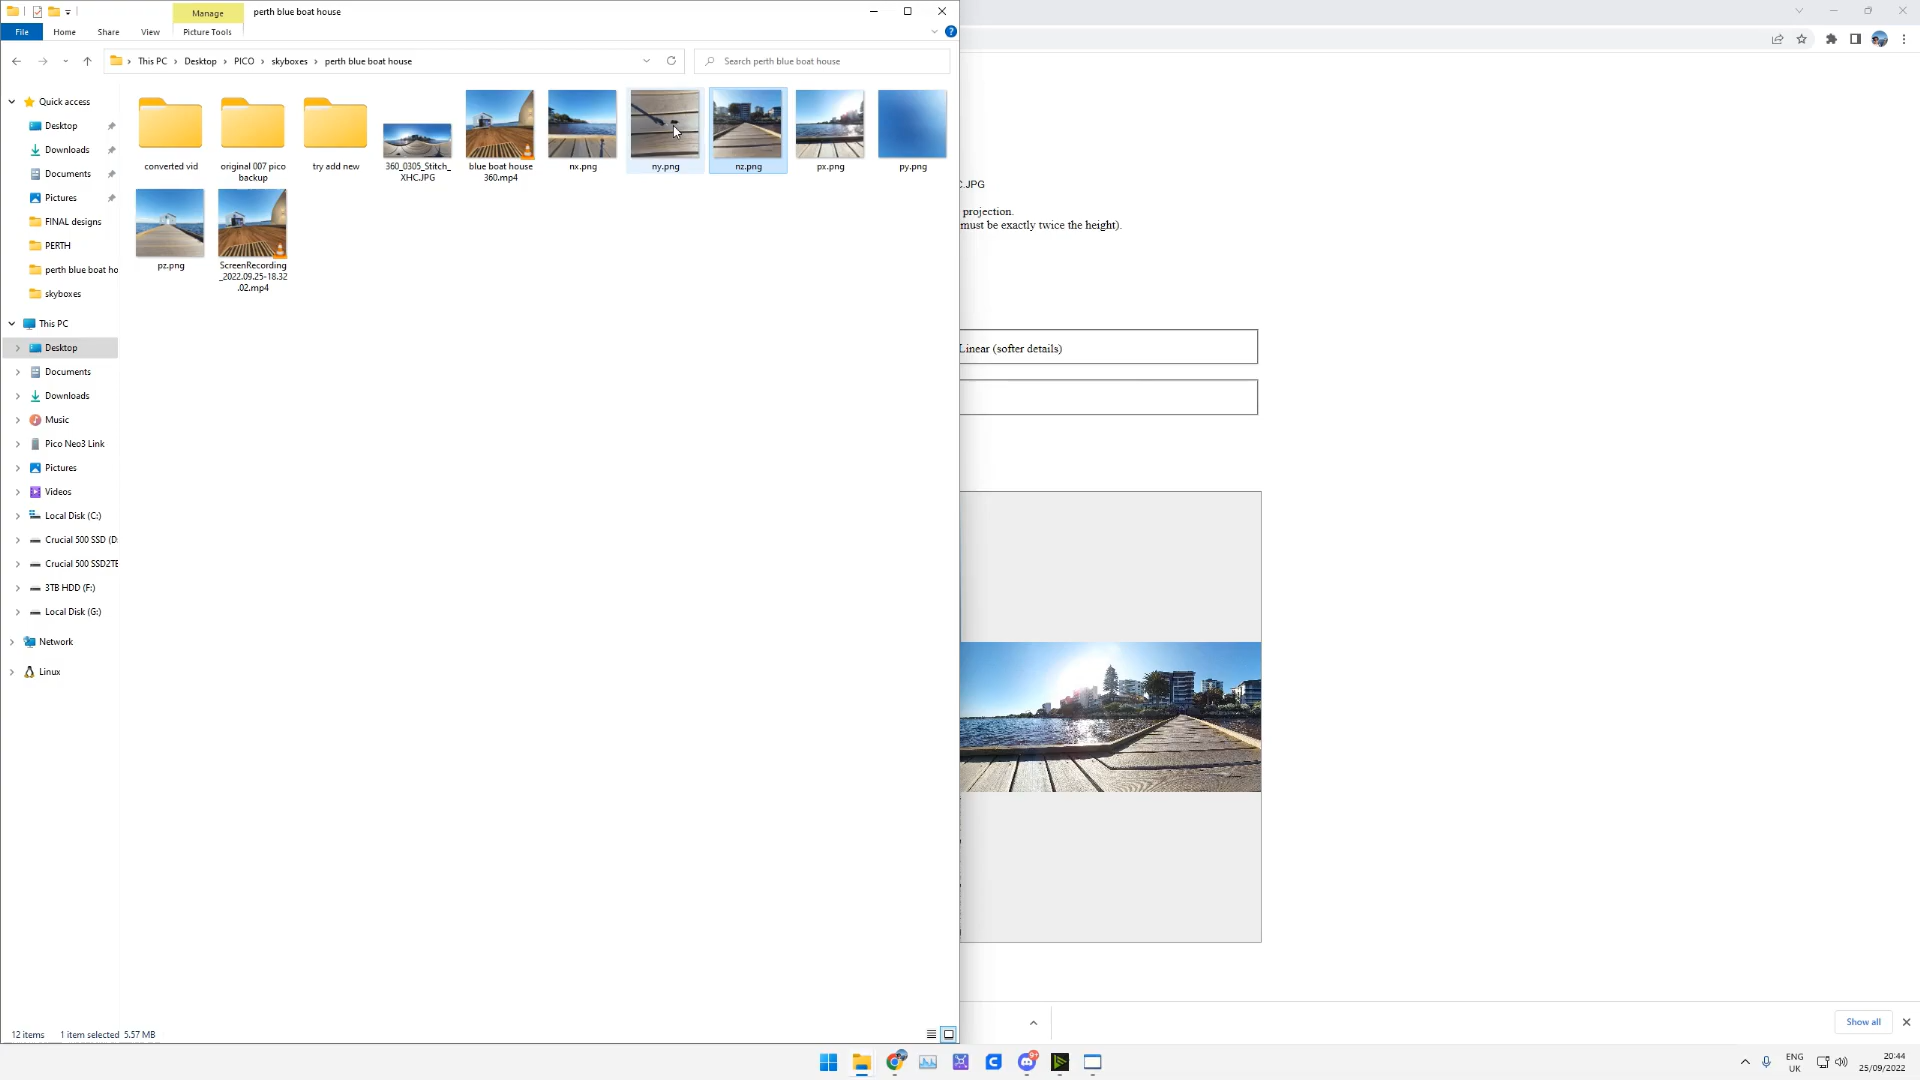 Manage
perth blue boat house
File
Home
Share
View
Picture Tools
This PC
Desktop
PICO
skyboxes
perth blue boat house
Search perth blue boat house
Quick access
Desktop
Downloads
Documents
Pictures
FINAL designs
PERTH
perth blue boat ho
skyboxes
This PC
Desktop
Documents
Downloads
Music
Pico Neo3 Link
Pictures
Videos
Local Disk (C:)
Crucial 500 SSD (D:
Crucial 500 SSD2TE
3TB HDD (F:)
Local Disk (G:)
Network
Linux
converted vid
original 007 pico
backup
try add new
360_0305_Stitch_
XHC.JPG
blue boat house
360.mp4
nx.png
ny.png
nz.png
px.png
py.png
pz.png
ScreenRecording
_2022.09.25-18.32
.02.mp4
12 items
1 item selected 5.57 MB
C.JPG
projection.
must be exactly twice the height).
Linear (softer details)
Show all
9+
ENG
UK
20:44
25/09/2022